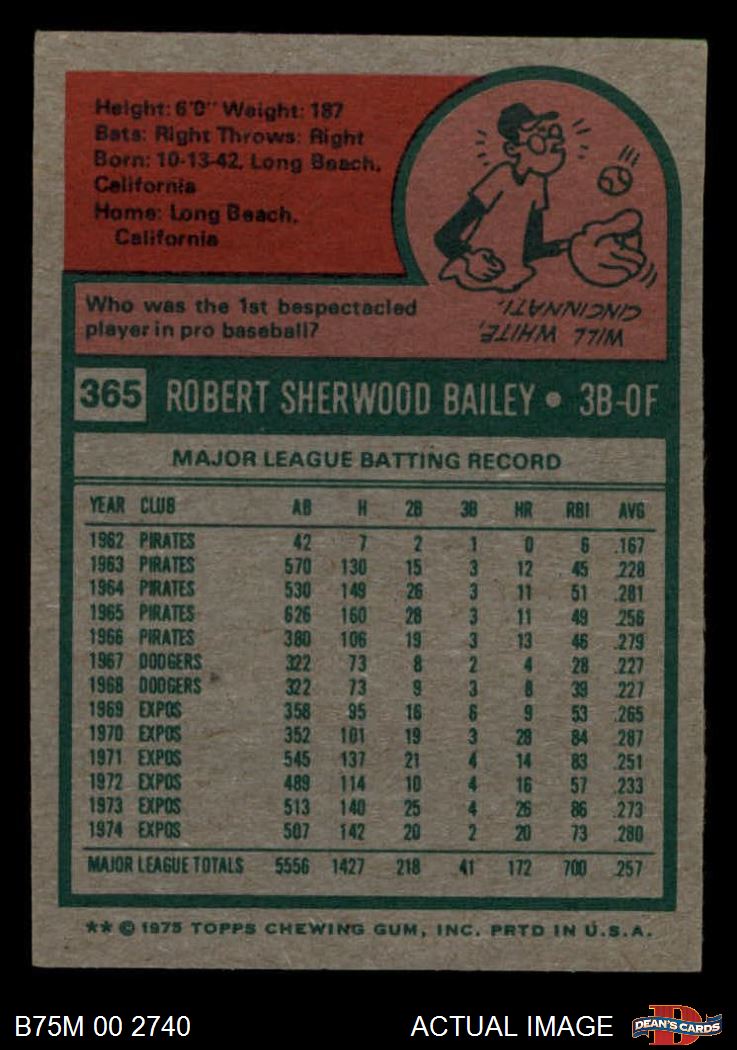 Height: 6'0" Weight: 187
Bats: Right Throws: Right
Born: 10-13-42, Long Beach,
California
Home: Long Beach,
California
Who was the 1st bespectacled
player in pro baseball?
WILL WHITE,
CINCINNATI.
365 ROBERT SHERWOOD BAILEY • 3B-OF
MAJOR LEAGUE BATTING RECORD
YEAR CLUB AB H 2B 3B HR RBI AVG
1962 PIRATES 42 7 2 1 0 6 .167
1963 PIRATES 570 130 15 3 12 45 .228
1964 PIRATES 530 149 26 3 11 51 .281
1965 PIRATES 626 160 28 3 11 49 .256
1966 PIRATES 380 106 19 3 13 46 .279
1967 DODGERS 322 73 8 2 4 28 .227
1968 DODGERS 322 73 9 3 8 39 .227
1969 EXPOS 358 95 16 6 9 53 .265
1970 EXPOS 352 101 19 3 28 84 .287
1971 EXPOS 545 137 21 4 14 83 .251
1972 EXPOS 489 114 10 4 16 57 .233
1973 EXPOS 513 140 25 4 26 86 .273
1974 EXPOS 507 142 20 2 20 73 .280
MAJOR LEAGUE TOTALS 5556 1427 218 41 172 700 .257
** © 1975 TOPPS CHEWING GUM, INC. PRTD IN U.S.A.
B75M 00 2740 ACTUAL IMAGE D DEAN'S CARDS